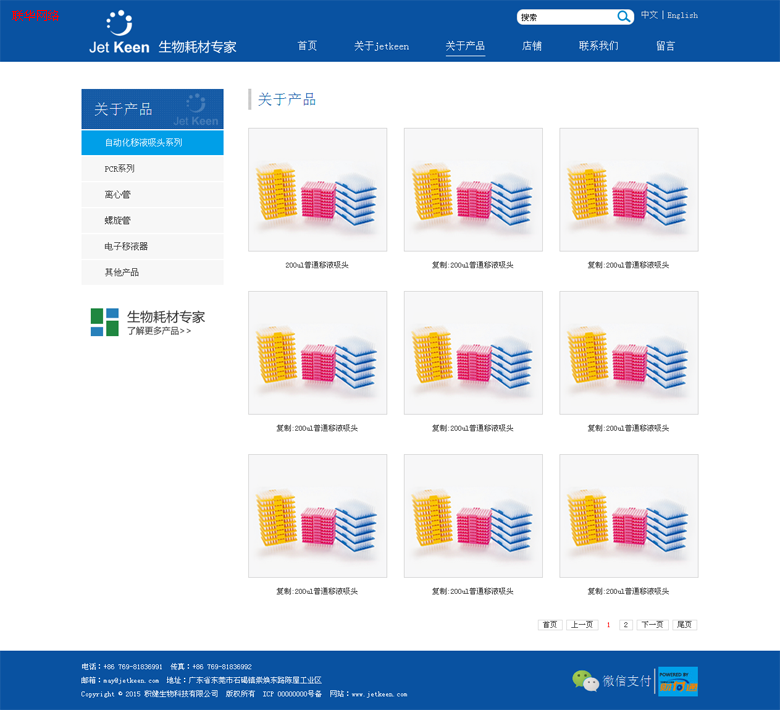 搜索
中文 | English
Jet Keen 生物耗材专家
首页 关于jetkeen 关于产品 店铺 联系我们 留言
关于产品
Jet Keen
自动化移液吸头系列
PCR系列
离心管
螺旋管
电子移液器
其他产品
生物耗材专家
了解更多产品>>
关于产品
200ul普通移液吸头 复制:200ul普通移液吸头 复制:200ul普通移液吸头
复制:200ul普通移液吸头 复制:200ul普通移液吸头 复制:200ul普通移液吸头
复制:200ul普通移液吸头 复制:200ul普通移液吸头 复制:200ul普通移液吸头
首页 上一页 1 2 下一页 尾页
电话：+86 769-81836991 传真：+86 769-81836992
邮箱：may@jetkeen.com 地址：广东省东莞市石碣镇崇焕东路陈屋工业区
Copyright © 2015 积健生物科技有限公司 版权所有 ICP 00000000号备 网站：www.jetkeen.com
微信支付
POWERED BY